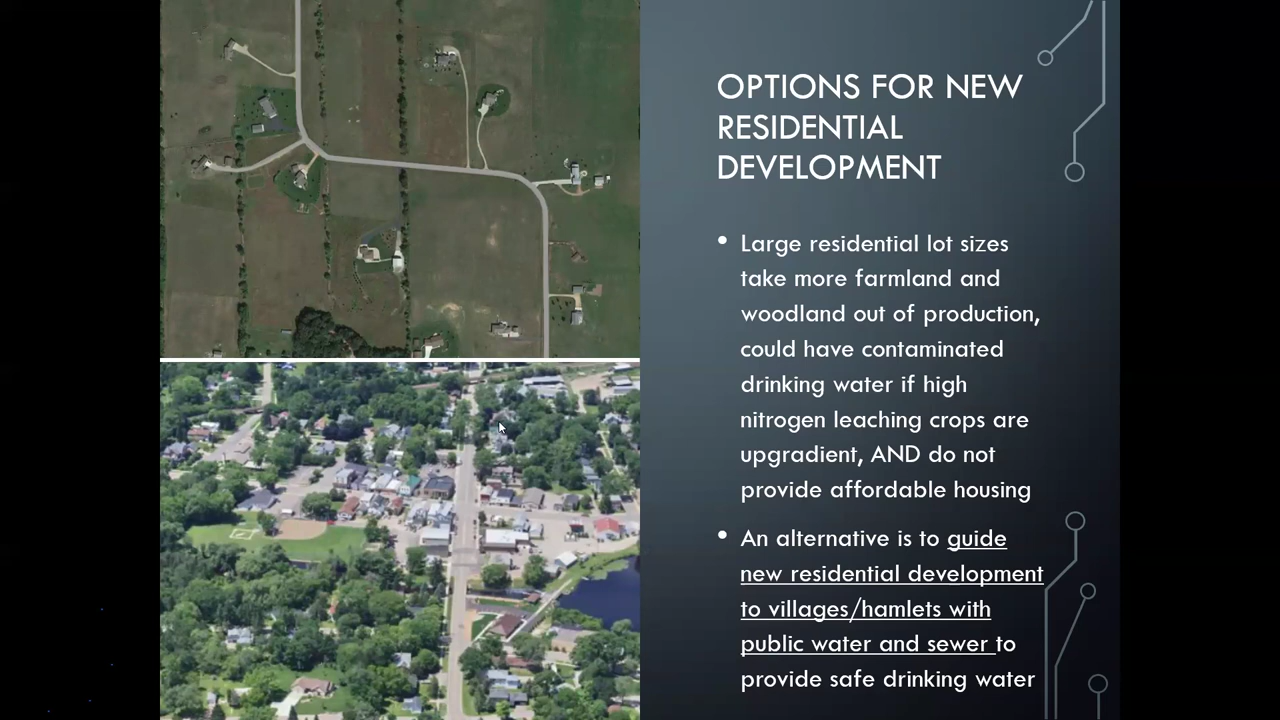 OPTIONS FOR NEW
RESIDENTIAL
DEVELOPMENT
• Large residential lot sizes
take more farmland and
woodland out of production,
could have contaminated
drinking water if high
nitrogen leaching crops are
upgradient, AND do not
provide affordable housing
• An alternative is to guide
new residential development
to villages/hamlets with
public water and sewer to
provide safe drinking water